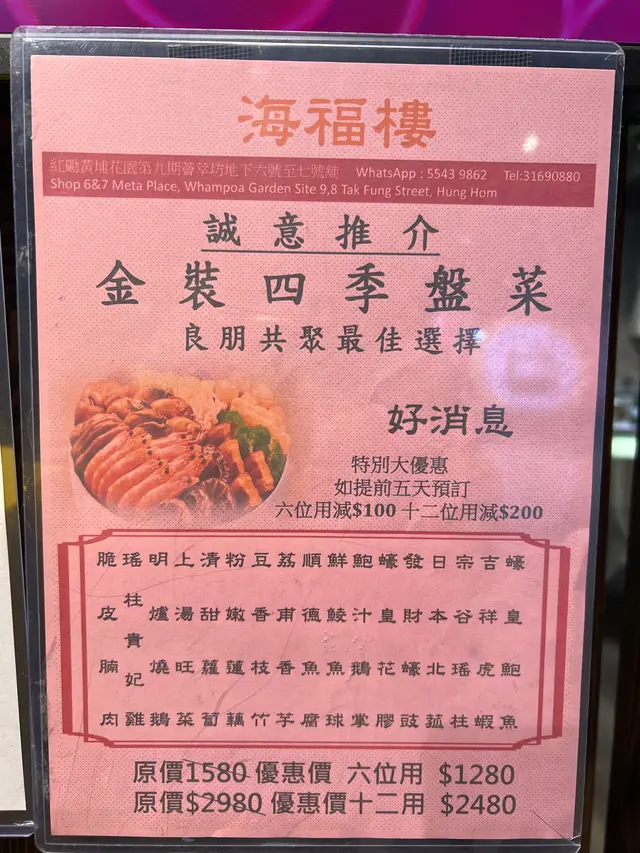 海福樓
紅磡黃埔花園第九期薈萃坊地下六號至七號舖 WhatsApp : 5543 9862 Tel:31690880
Shop 6&7 Meta Place, Whampoa Garden Site 9,8 Tak Fung Street, Hung Hom
誠意推介
金裝四季盤菜
良朋共聚最佳選擇
好消息
特別大優惠
如提前五天預訂
六位用減$100 十二位用減$200
蠔皇鮑魚
吉祥虎蝦
宗谷瑤柱
日本北菰
發財蠔豉
蠔皇花膠
鮑汁鵝掌
鮮鯪魚球
順德魚腐
荔甫香芋
豆香枝竹
粉嫩蓮藕
清甜蘿蔔
上湯旺菜
明爐燒鵝
瑤柱貴妃雞
脆皮腩肉
原價1580 優惠價 六位用 $1280
原價$2980 優惠價十二用 $2480